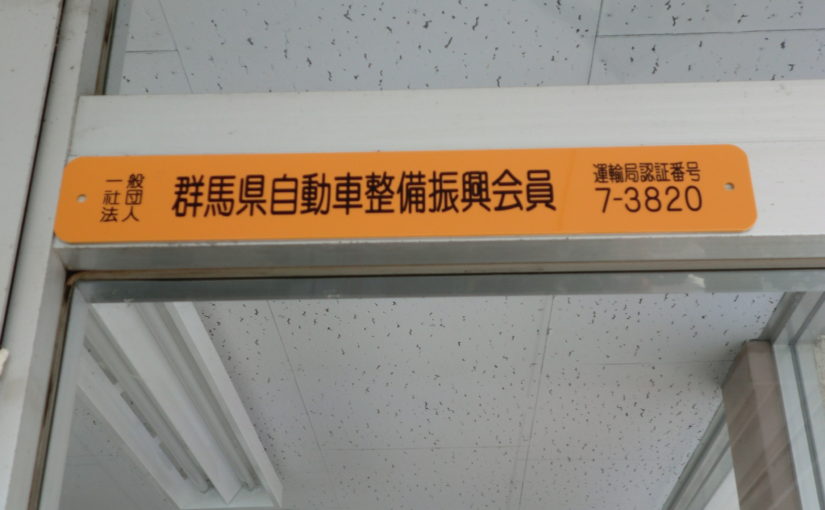 一般
社団
法人
群馬県自動車整備振興会員
運輸局認証番号
7-3820